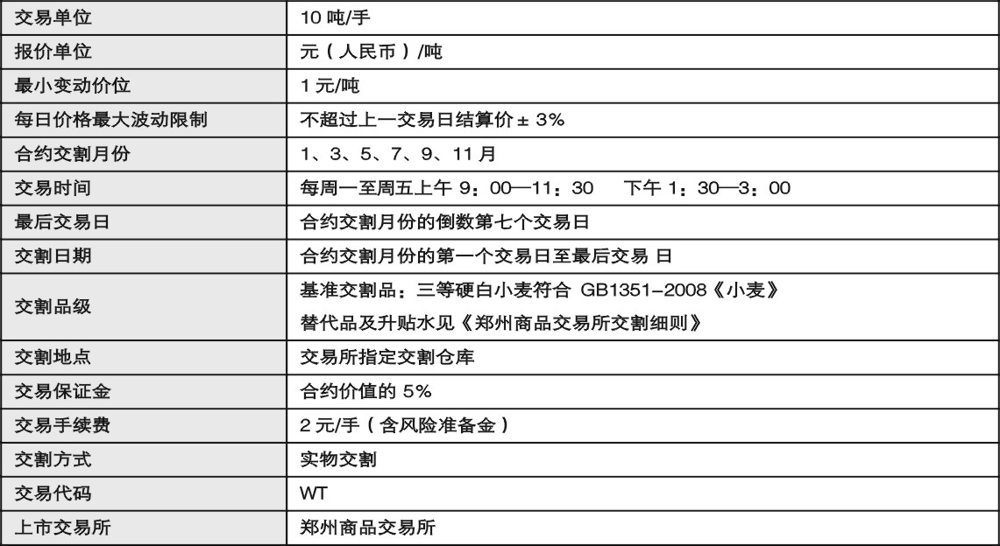 交易单位 10 吨/手
报价单位 元（人民币）/吨
最小变动价位 1 元/吨
每日价格最大波动限制 不超过上一交易日结算价 ± 3%
合约交割月份 1、3、5、7、9、11 月
交易时间 每周一至周五上午 9：00—11：30 下午 1：30—3：00
最后交易日 合约交割月份的倒数第七个交易日
交割日期 合约交割月份的第一个交易日至最后交易 日
交割品级 基准交割品：三等硬白小麦符合 GB1351-2008《小麦》
替代品及升贴水见《郑州商品交易所交割细则》
交割地点 交易所指定交割仓库
交易保证金 合约价值的 5%
交易手续费 2 元/手（含风险准备金）
交割方式 实物交割
交易代码 WT
上市交易所 郑州商品交易所